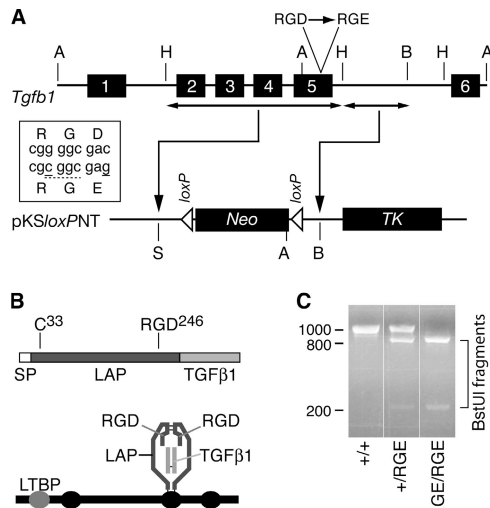 A
RGD RGE
A H A H B H A
1 2 3 4 5 6
Tgfb1
R G D
cgg ggc gac
cgc ggc gag
R G E
loxP loxP
pKSloxPNT Neo TK
S A B
B
C33 RGD246
SP LAP TGFβ1
RGD RGD
LAP TGFβ1
LTBP
C
1000
800
200
BstUI fragments
+/+ +/RGE GE/RGE